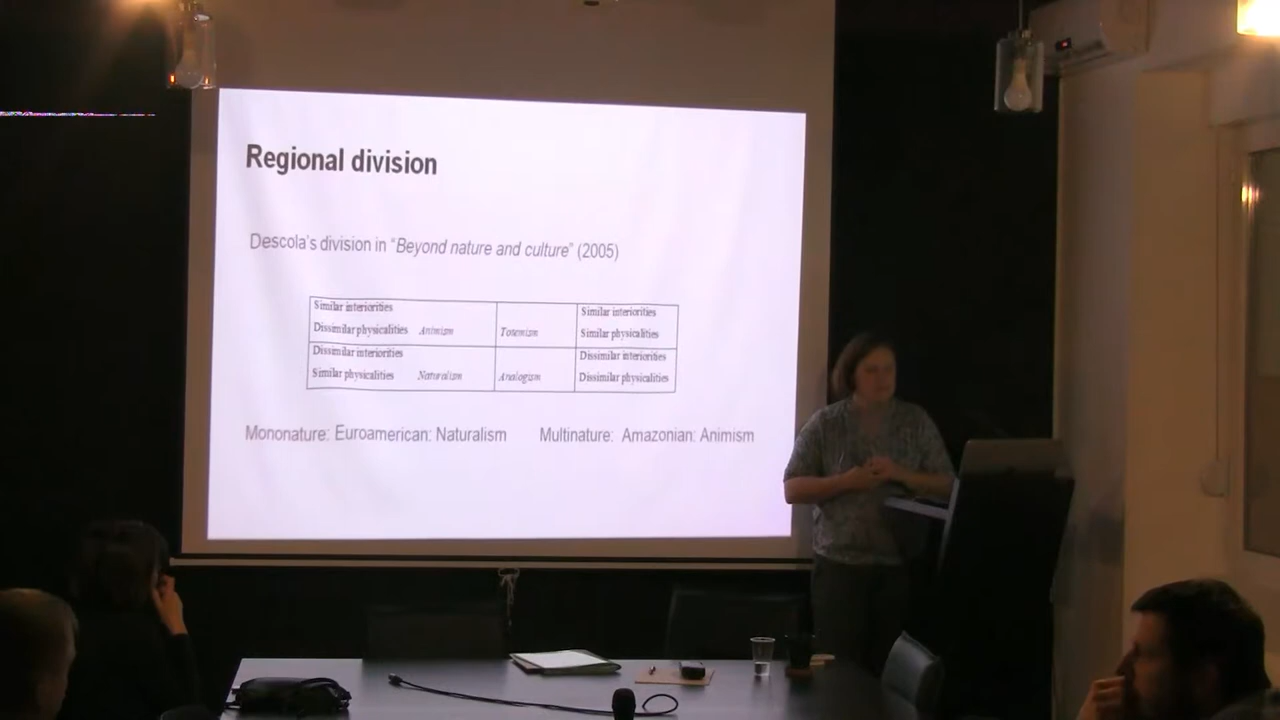 Regional division
Descola's division in "Beyond nature and culture" (2005)
Similar interiorities
Dissimilar physicalities Animism
Totemism
Similar interiorities
Similar physicalities
Dissimilar interiorities
Similar physicalities Naturalism
Analogism
Dissimilar interiorities
Dissimilar physicalities
Mononature: Euroamerican: Naturalism Multinature: Amazonian: Animism